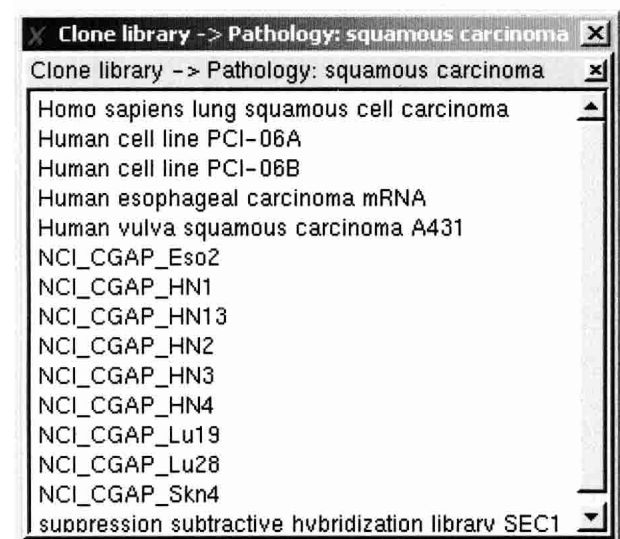 Clone library -> Pathology: squamous carcinoma
Clone library -> Pathology: squamous carcinoma
Homo sapiens lung squamous cell carcinoma
Human cell line PCI-06A
Human cell line PCI-06B
Human esophageal carcinoma mRNA
Human vulva squamous carcinoma A431
NCI_CGAP_Eso2
NCI_CGAP_HN1
NCI_CGAP_HN13
NCI_CGAP_HN2
NCI_CGAP_HN3
NCI_CGAP_HN4
NCI_CGAP_Lu19
NCI_CGAP_Lu28
NCI_CGAP_Skn4
suppression subtractive hybridization library SEC1